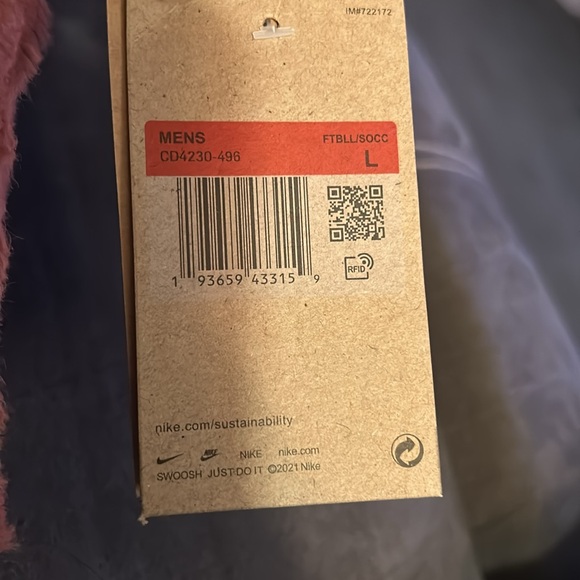 IM#722172
MENS FTBLL/SOCC
CD4230-496 L
1 93659 43315 9
RFID
nike.com/sustainability
NIKE NIKE nike.com
SWOOSH JUST DO IT ©2021 Nike